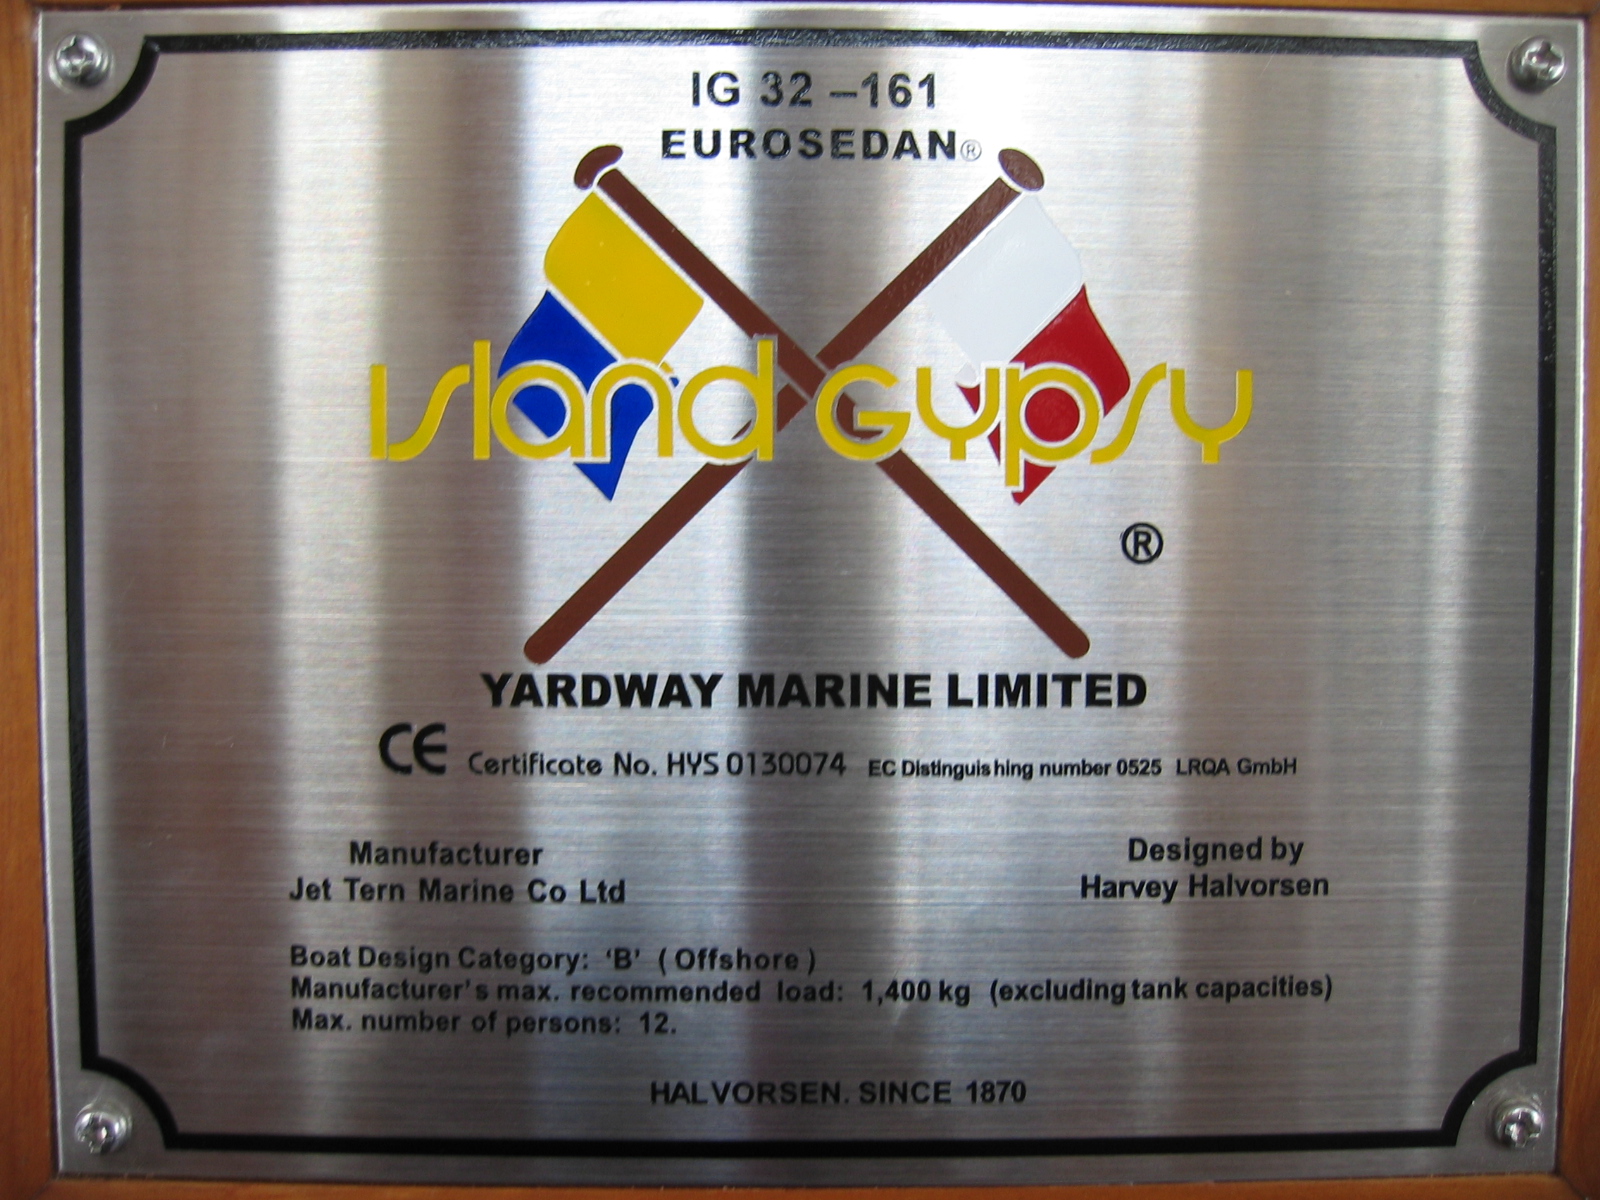 IG 32 –161
EUROSEDAN®
Island Gypsy
®
YARDWAY MARINE LIMITED
CE Certificate No. HYS 0130074 EC Distinguishing number 0525 LRQA GmbH
Manufacturer
Jet Tern Marine Co Ltd
Designed by
Harvey Halvorsen
Boat Design Category: ‘B’ ( Offshore )
Manufacturer's max. recommended load: 1,400 kg (excluding tank capacities)
Max. number of persons: 12.
HALVORSEN. SINCE 1870